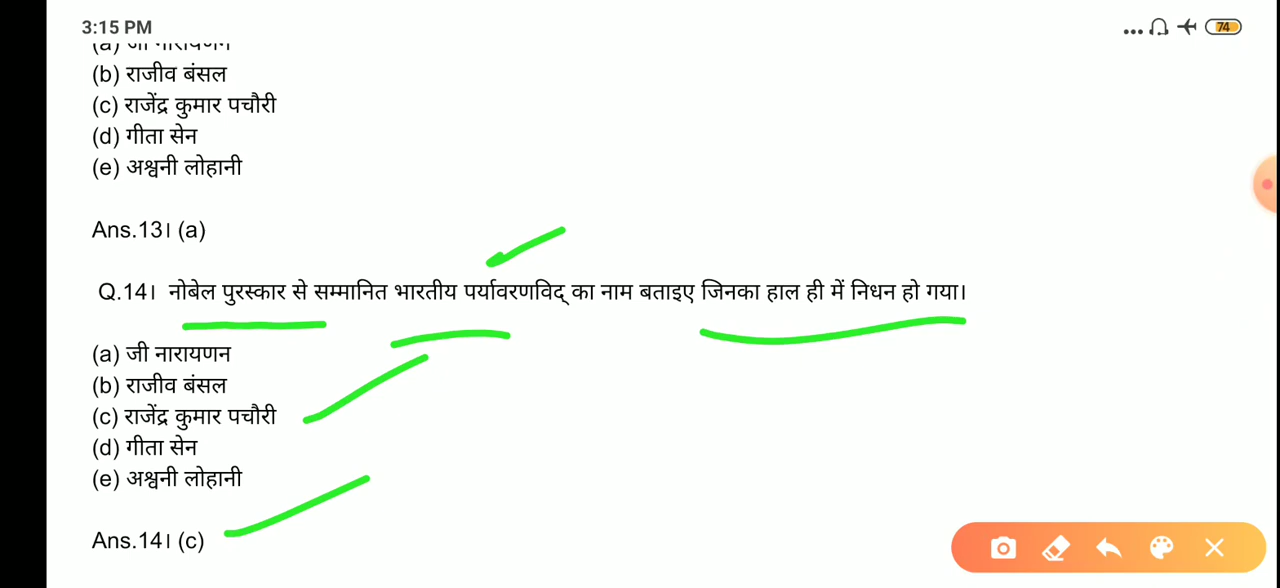 3:15 PM
74
(b) राजीव बंसल
(c) राजेंद्र कुमार पचौरी
(d) गीता सेन
(e) अश्वनी लोहानी
Ans.13। (a)
Q.14। नोबेल पुरस्कार से सम्मानित भारतीय पर्यावरणविद् का नाम बताइए जिनका हाल ही में निधन हो गया।
(a) जी नारायणन
(b) राजीव बंसल
(c) राजेंद्र कुमार पचौरी
(d) गीता सेन
(e) अश्वनी लोहानी
Ans.14। (c)